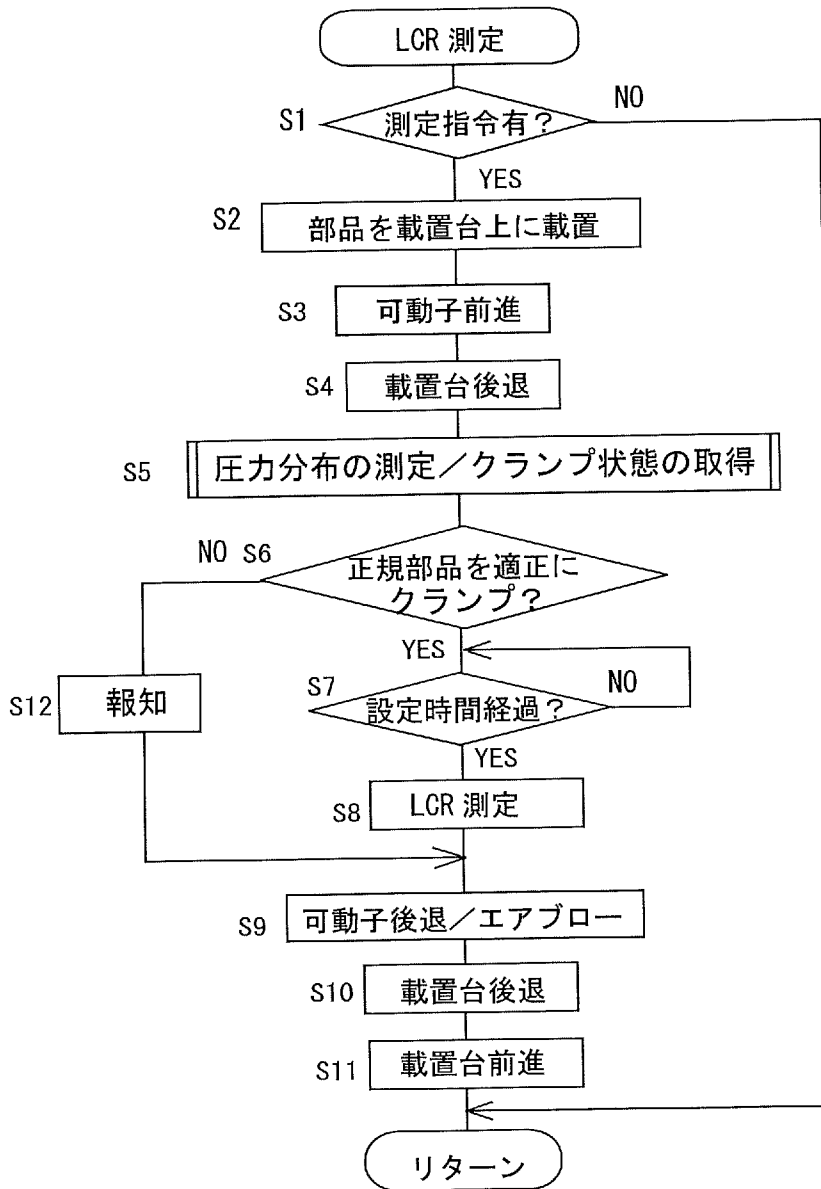 LCR 測定
NO
S1
測定指令有？
YES
S2
部品を載置台上に載置
S3
可動子前進
S4
載置台後退
S5
圧力分布の測定／クランプ状態の取得
NO S6
正規部品を適正に
クランプ？
YES
S7
NO
設定時間経過？
S12
報知
YES
S8
LCR 測定
S9
可動子後退／エアブロー
S10
載置台後退
S11
載置台前進
リターン